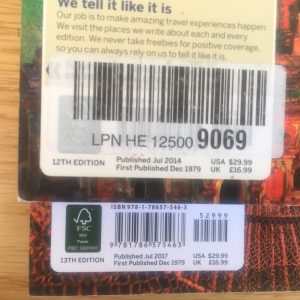 We tell it like it is
Our job is to make amazing travel experiences happen.
We visit the places we write about each and every
edition. We never take freebies for positive coverage,
so you can always rely on us to tell it like it is.
LPN HE 12500 9069
12TH EDITION
Published Jul 2014
First Published Dec 1979
USA $29.99
UK £16.99
ISBN 978-1-78657-546-3
52999
FSC
MIX
Paper
9 781786 575463
13TH EDITION
Published Jul 2017
First Published Dec 1979
USA $29.99
UK £16.99